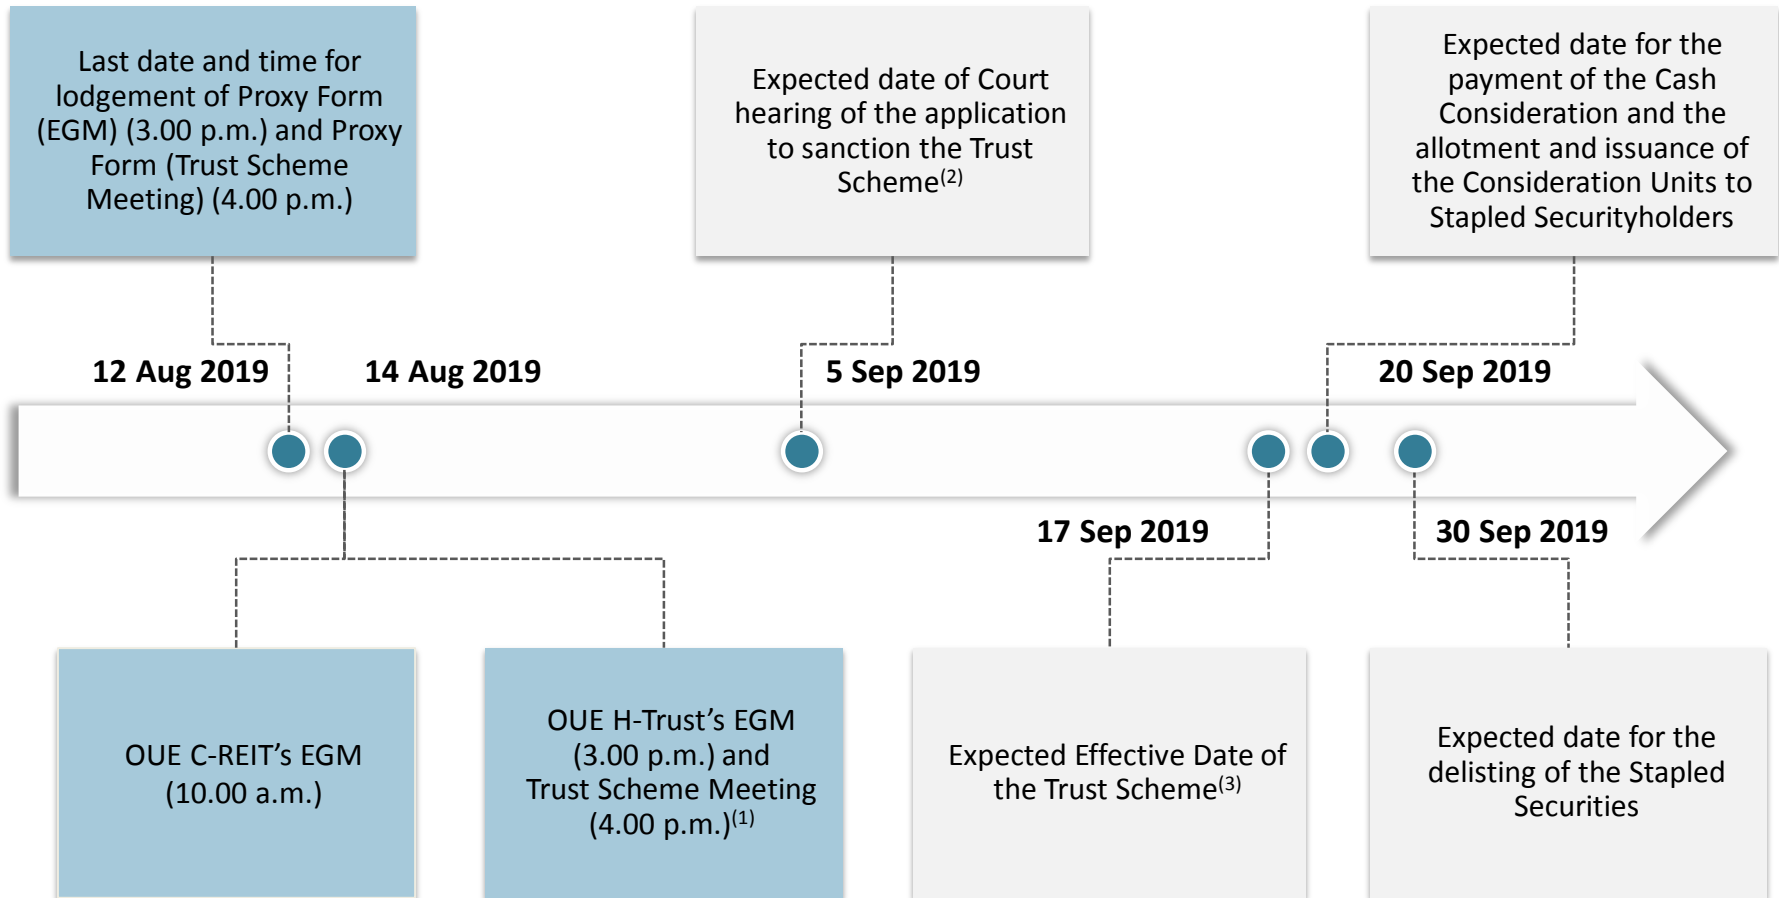 Last date and time for
lodgement of Proxy Form
(EGM) (3.00 p.m.) and Proxy
Form (Trust Scheme
Meeting) (4.00 p.m.)
Expected date of Court
hearing of the application
to sanction the Trust
Scheme(2)
Expected date for the
payment of the Cash
Consideration and the
allotment and issuance of
the Consideration Units to
Stapled Securityholders
12 Aug 2019
14 Aug 2019
5 Sep 2019
20 Sep 2019
17 Sep 2019
30 Sep 2019
OUE C-REIT’s EGM
(10.00 a.m.)
OUE H-Trust’s EGM
(3.00 p.m.) and
Trust Scheme Meeting
(4.00 p.m.)(1)
Expected Effective Date of
the Trust Scheme(3)
Expected date for the
delisting of the Stapled
Securities